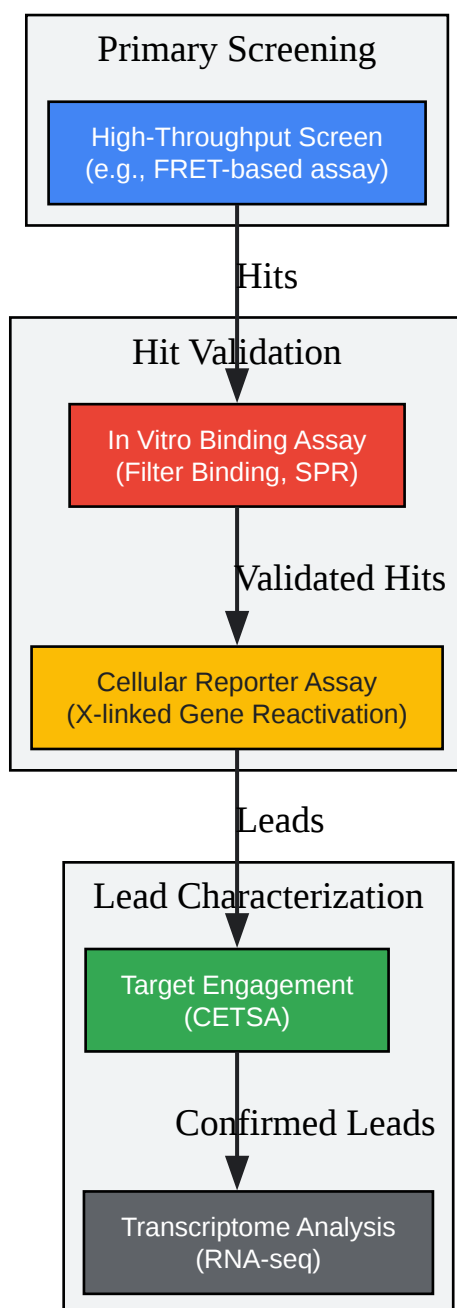 Primary Screening
High-Throughput Screen
(e.g., FRET-based assay)
Hits
Hit Validation
In Vitro Binding Assay
(Filter Binding, SPR)
Validated Hits
Cellular Reporter Assay
(X-linked Gene Reactivation)
Leads
Lead Characterization
Target Engagement
(CETSA)
Confirmed Leads
Transcriptome Analysis
(RNA-seq)